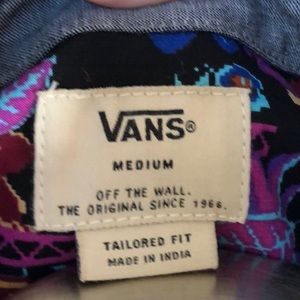 VANS®
MEDIUM
OFF THE WALL.
THE ORIGINAL SINCE 1966.
TAILORED FIT
MADE IN INDIA